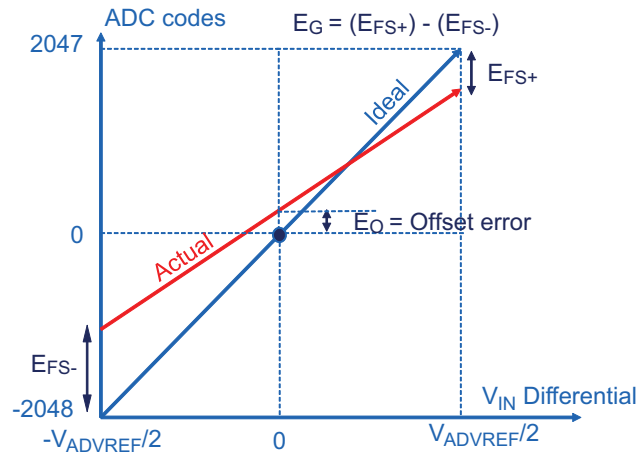 ADC codes
2047
E_G = (E_FS+) - (E_FS-)
E_FS+
Ideal
0
E_O = Offset error
Actual
E_FS-
-2048
V_IN Differential
-V_ADVREF/2
0
V_ADVREF/2